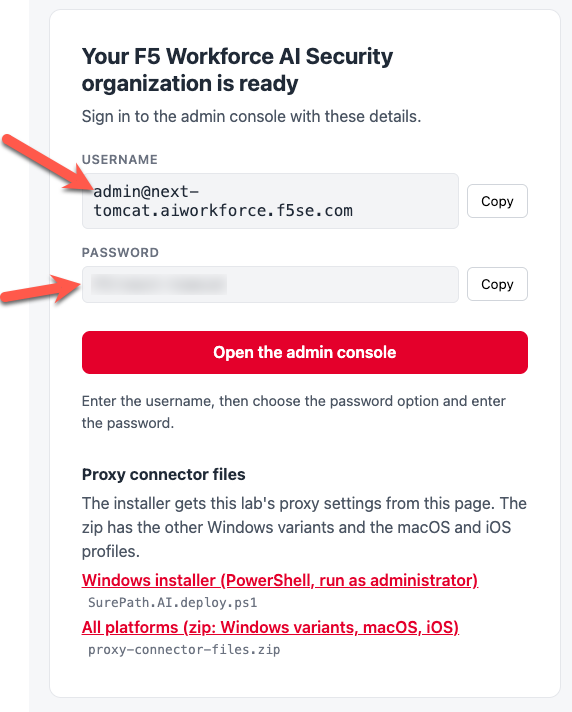 Your F5 Workforce AI Security
organization is ready
Sign in to the admin console with these details.
USERNAME
admin@next-
tomcat.aiworkforce.f5se.com
Copy
PASSWORD
Copy
Open the admin console
Enter the username, then choose the password option and enter
the password.
Proxy connector files
The installer gets this lab's proxy settings from this page. The
zip has the other Windows variants and the macOS and iOS
profiles.
Windows installer (PowerShell, run as administrator)
SurePath.AI.deploy.ps1
All platforms (zip: Windows variants, macOS, iOS)
proxy-connector-files.zip